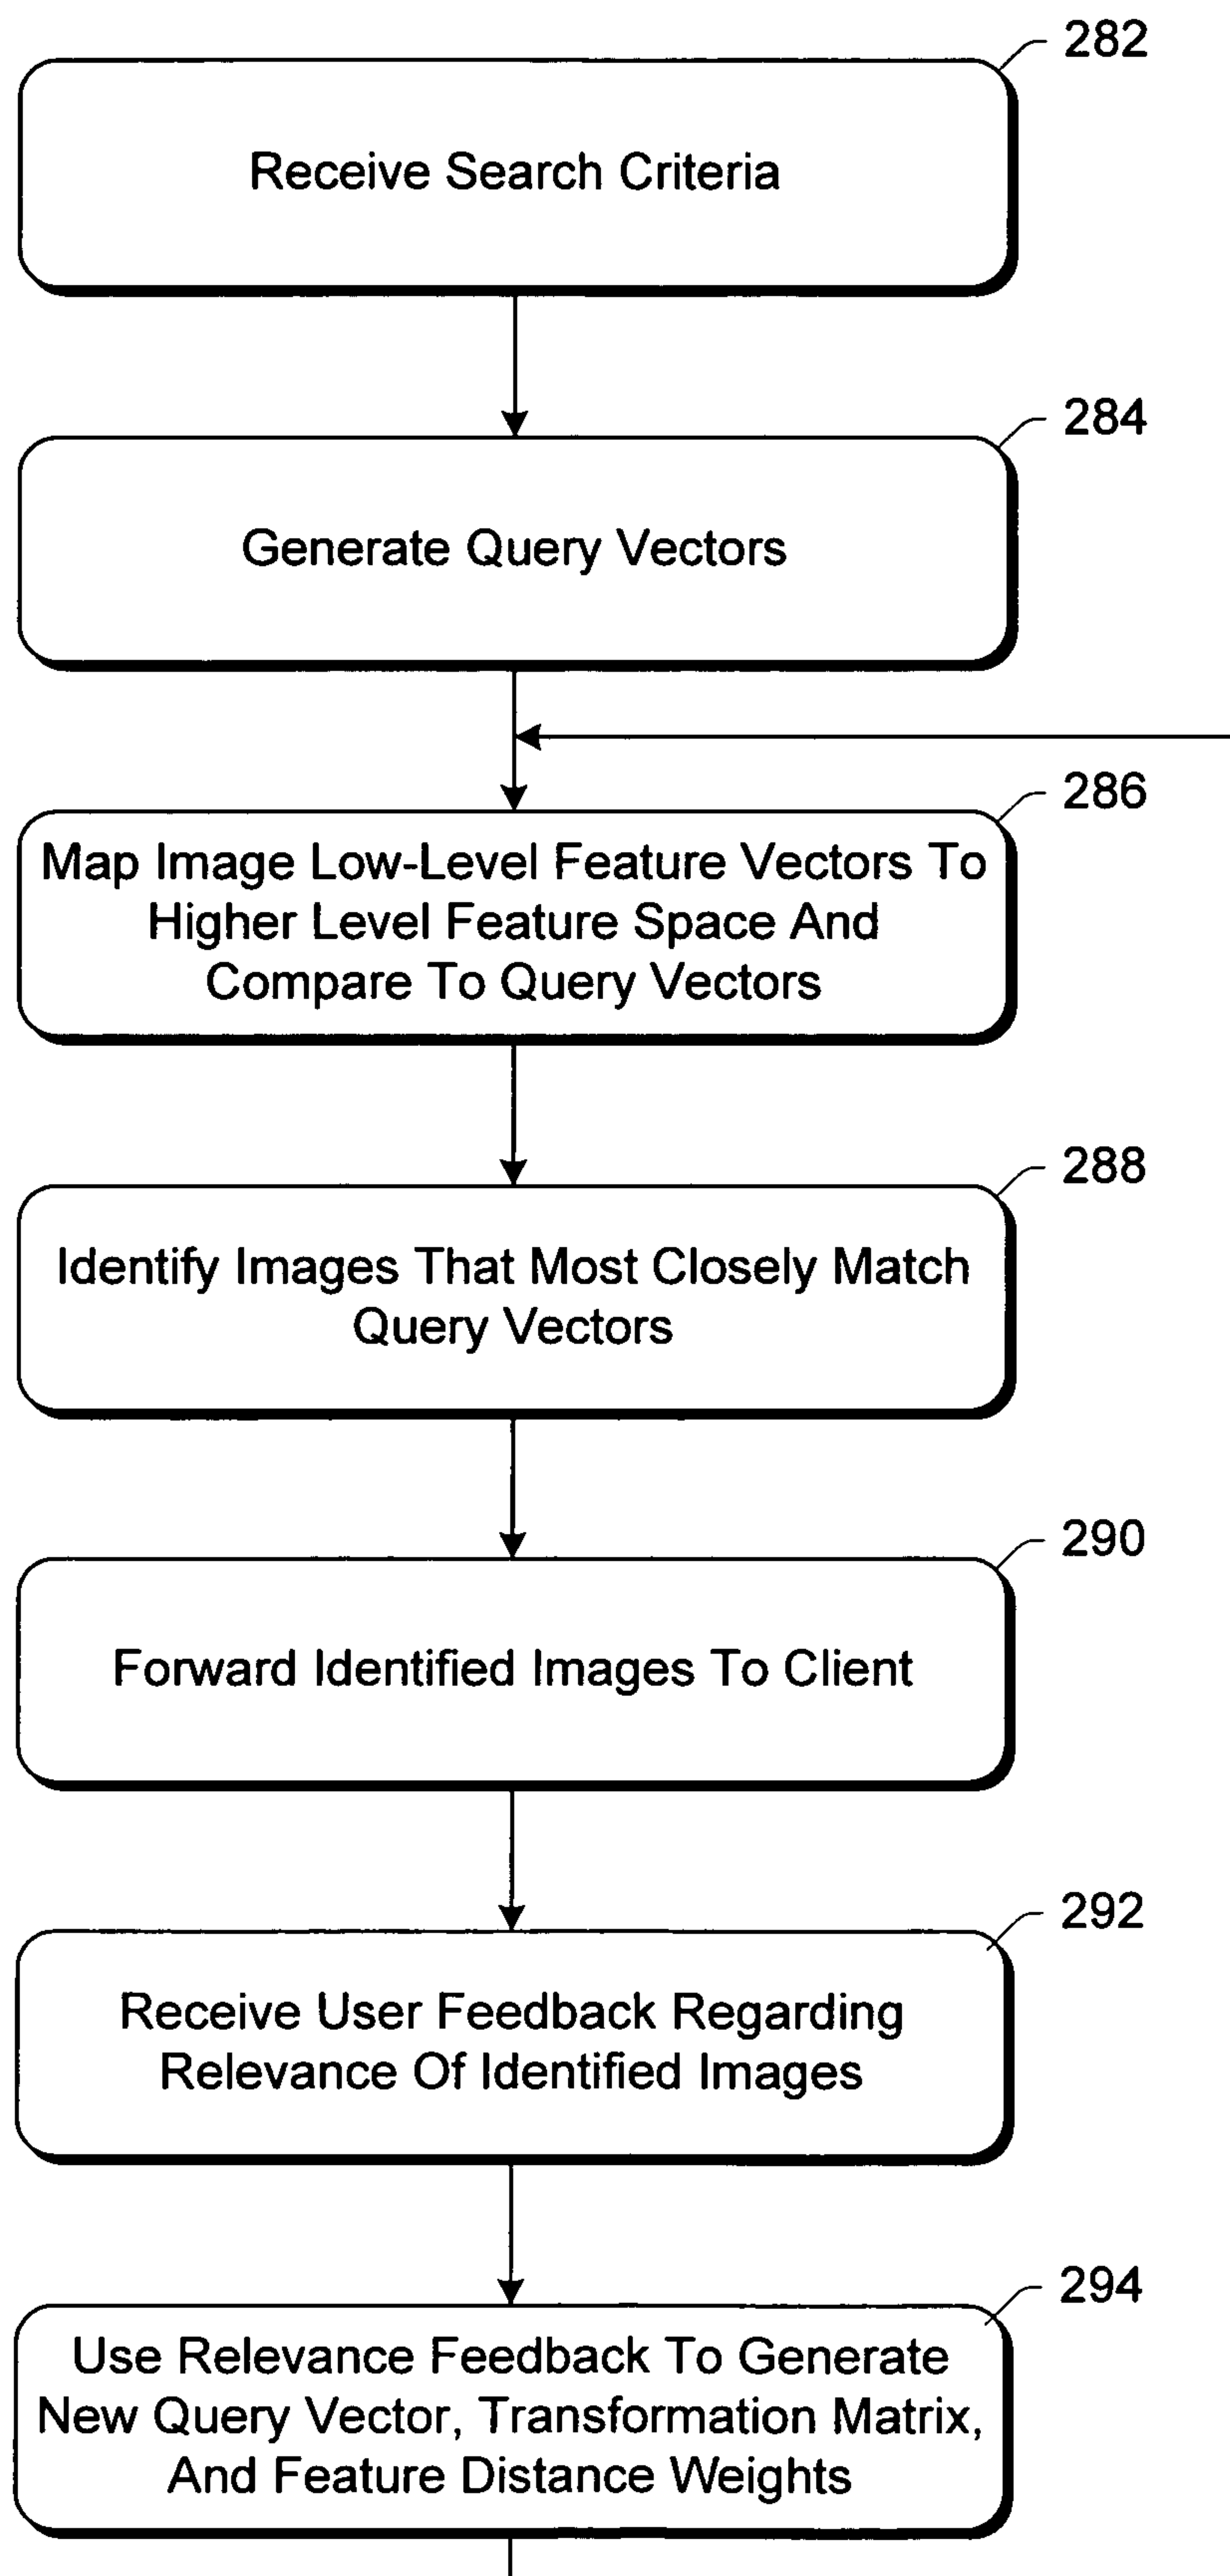 282
Receive Search Criteria
284
Generate Query Vectors
286
Map Image Low-Level Feature Vectors To
Higher Level Feature Space And
Compare To Query Vectors
288
Identify Images That Most Closely Match
Query Vectors
290
Forward Identified Images To Client
292
Receive User Feedback Regarding
Relevance Of Identified Images
294
Use Relevance Feedback To Generate
New Query Vector, Transformation Matrix,
And Feature Distance Weights